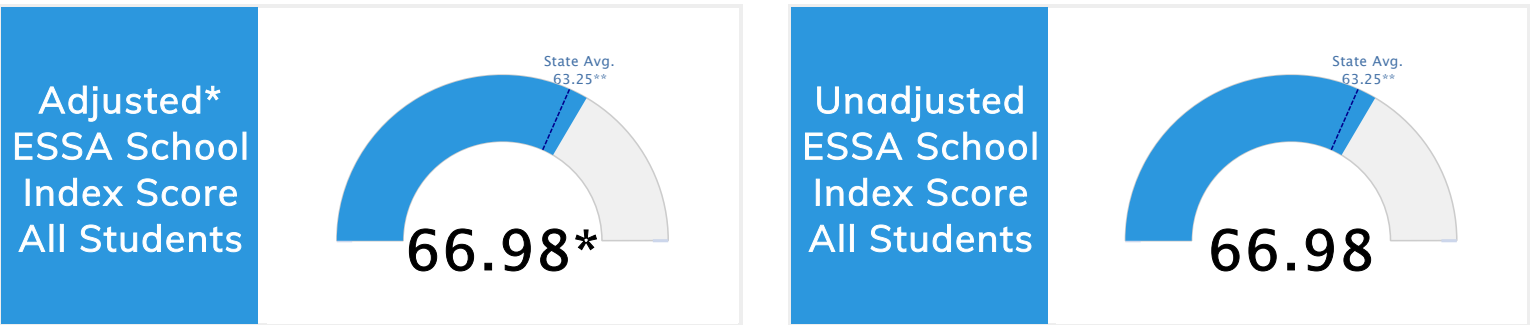 Adjusted*
ESSA School
Index Score
All Students
State Avg.
63.25**
66.98*
Unadjusted
ESSA School
Index Score
All Students
State Avg.
63.25**
66.98